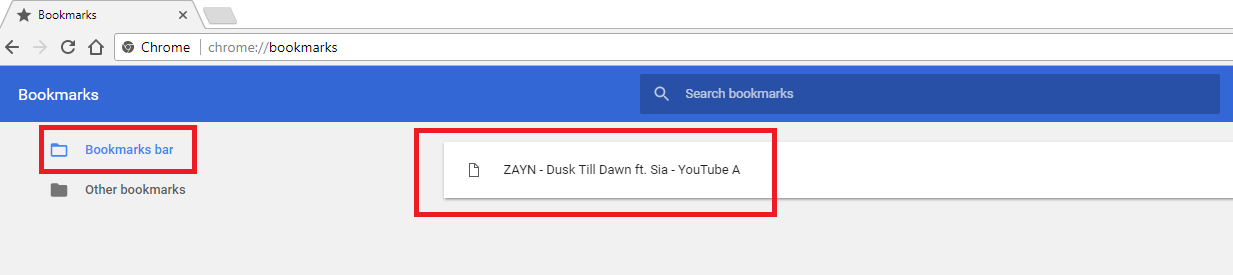 Bookmarks
Chrome chrome://bookmarks
Bookmarks
Search bookmarks
Bookmarks bar
ZAYN - Dusk Till Dawn ft. Sia - YouTube A
Other bookmarks